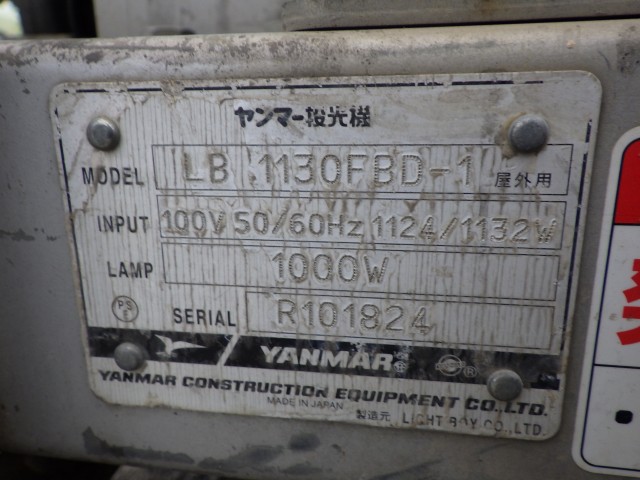 ヤンマー投光機
MODEL LB 1130FBD-1 屋外用
INPUT 100V 50/60Hz 1124/1132W
LAMP 1000W
PSE SERIAL R101824
YANMAR ®
YANMAR CONSTRUCTION EQUIPMENT CO.,LTD.
MADE IN JAPAN 製造元 LIGHT BOY CO.,LTD.